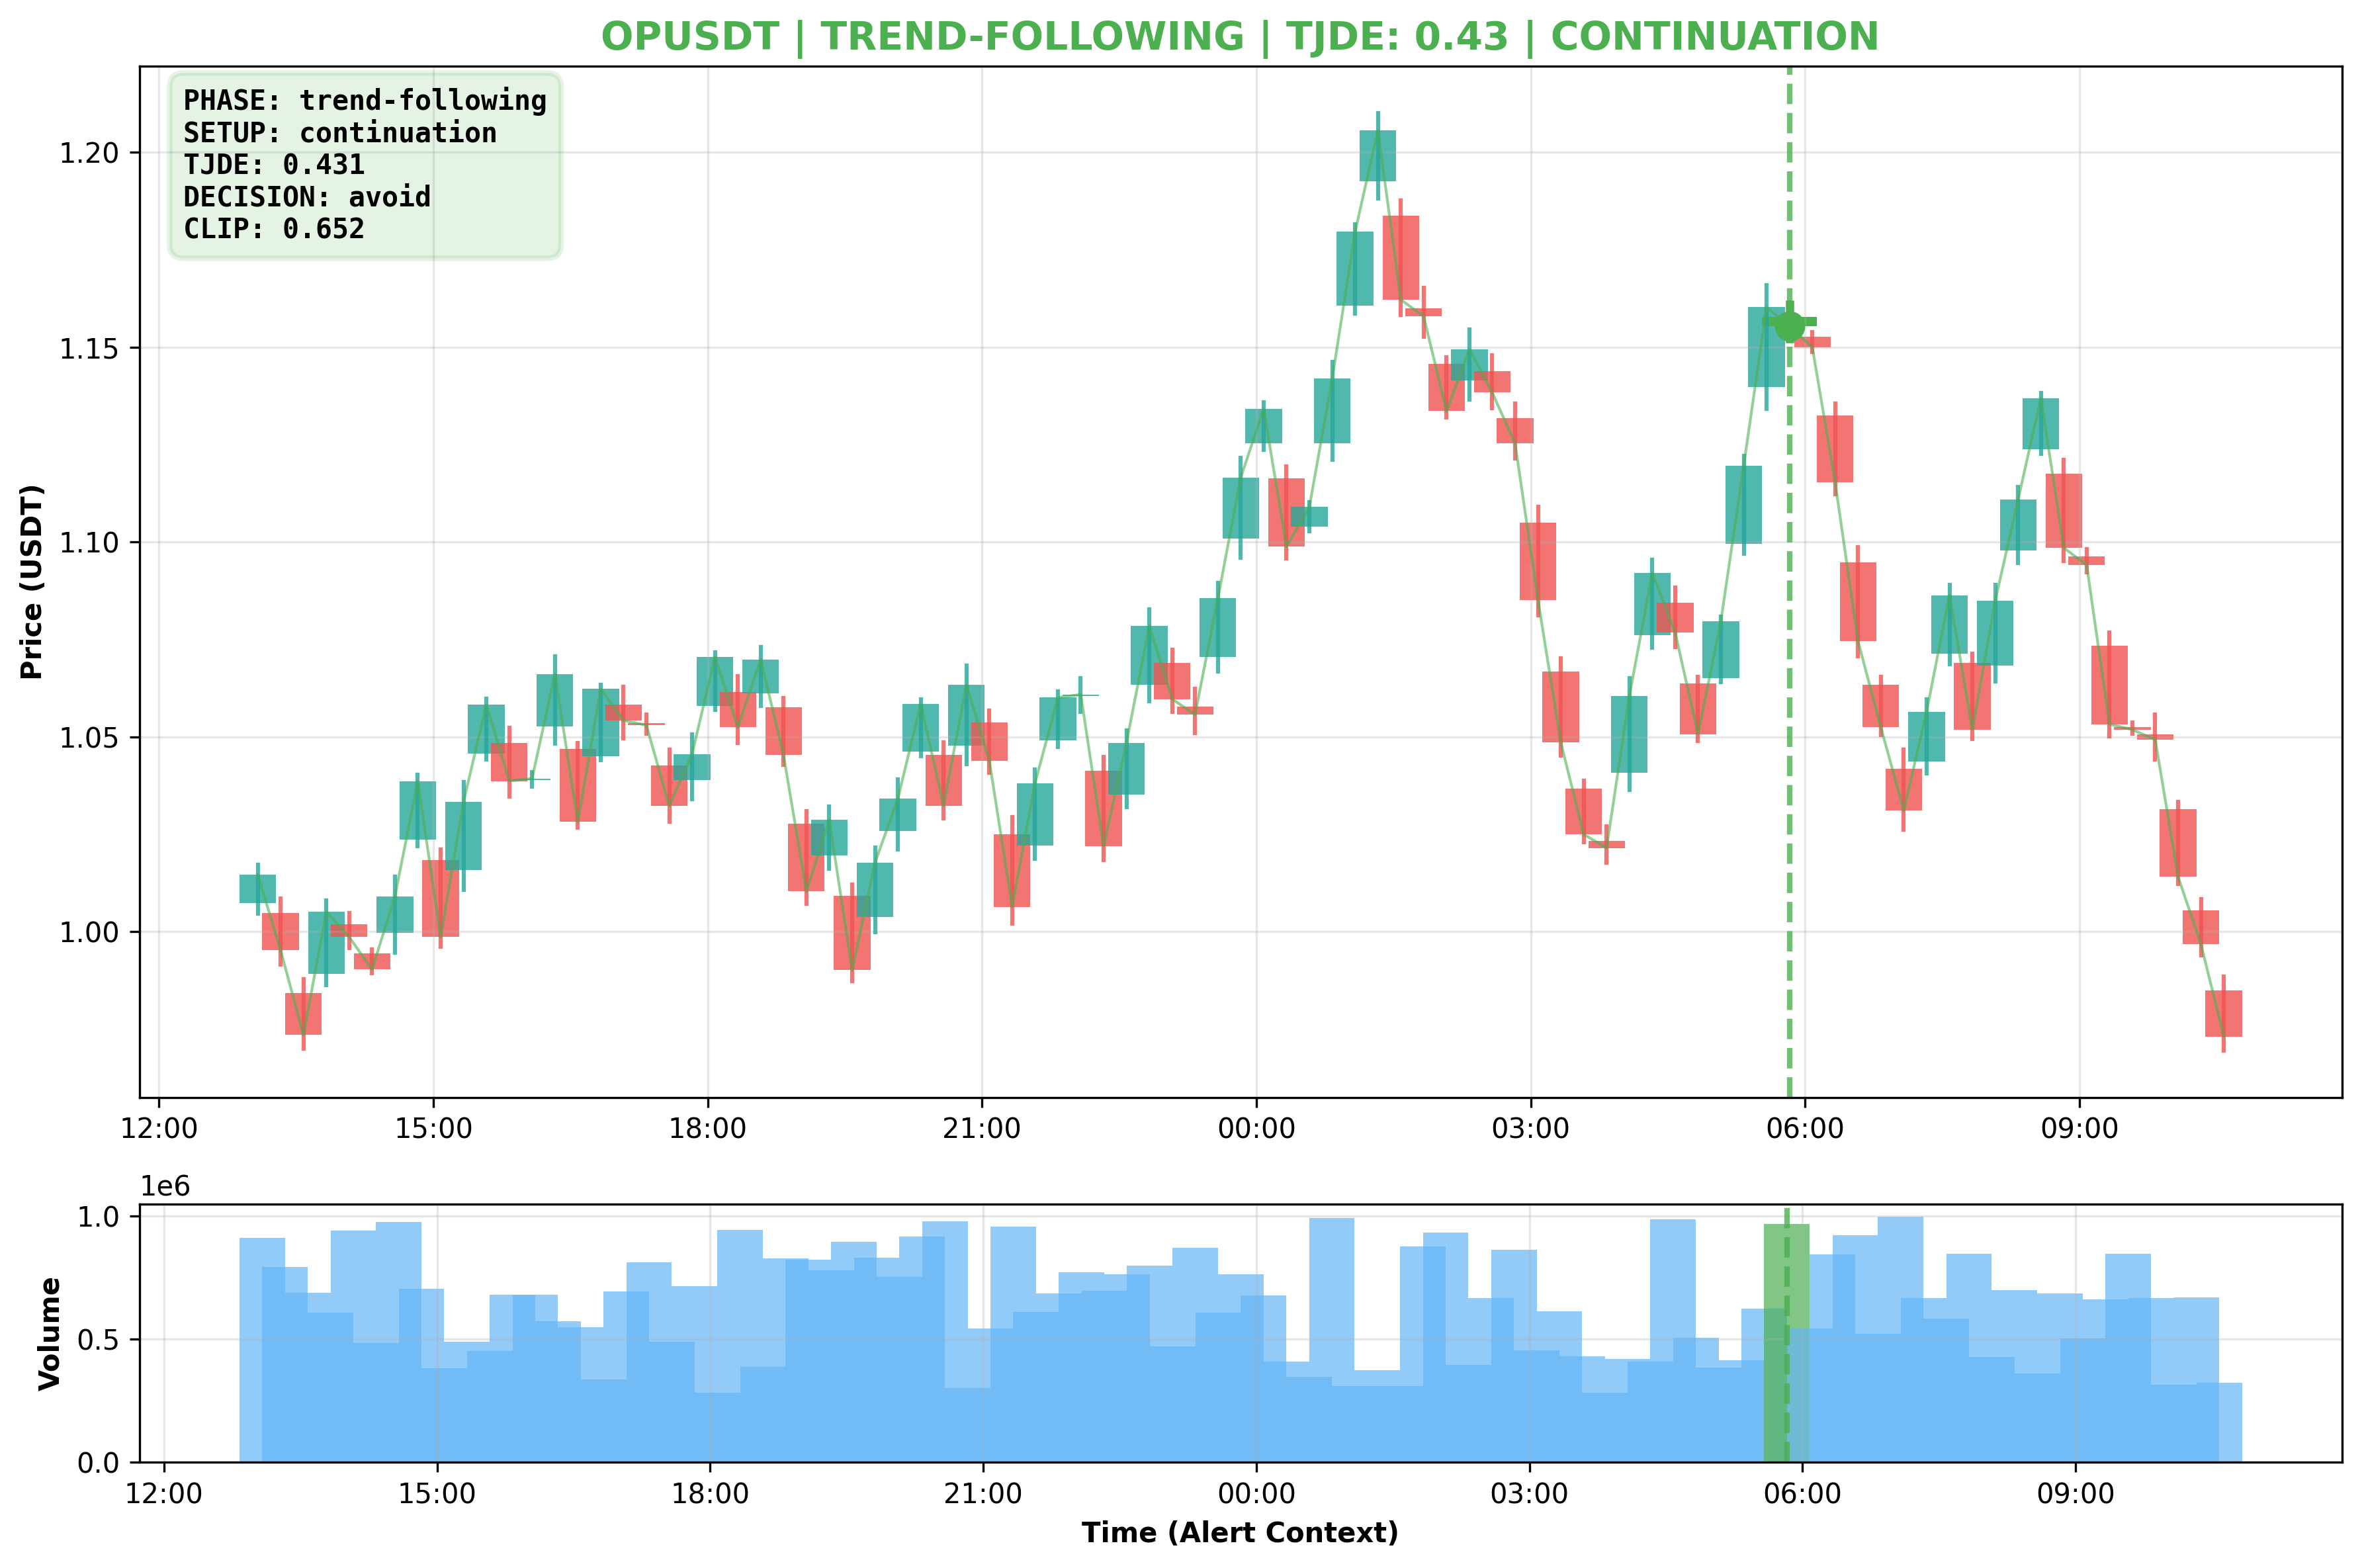 OPUSDT | TREND-FOLLOWING | TJDE: 0.43 | CONTINUATION
PHASE: trend-following
SETUP: continuation
TJDE: 0.431
DECISION: avoid
CLIP: 0.652
Price (USDT)
1.20
1.15
1.10
1.05
1.00
12:00 15:00 18:00 21:00 00:00 03:00 06:00 09:00
1e6
Volume
1.0
0.5
0.0
12:00 15:00 18:00 21:00 00:00 03:00 06:00 09:00
Time (Alert Context)